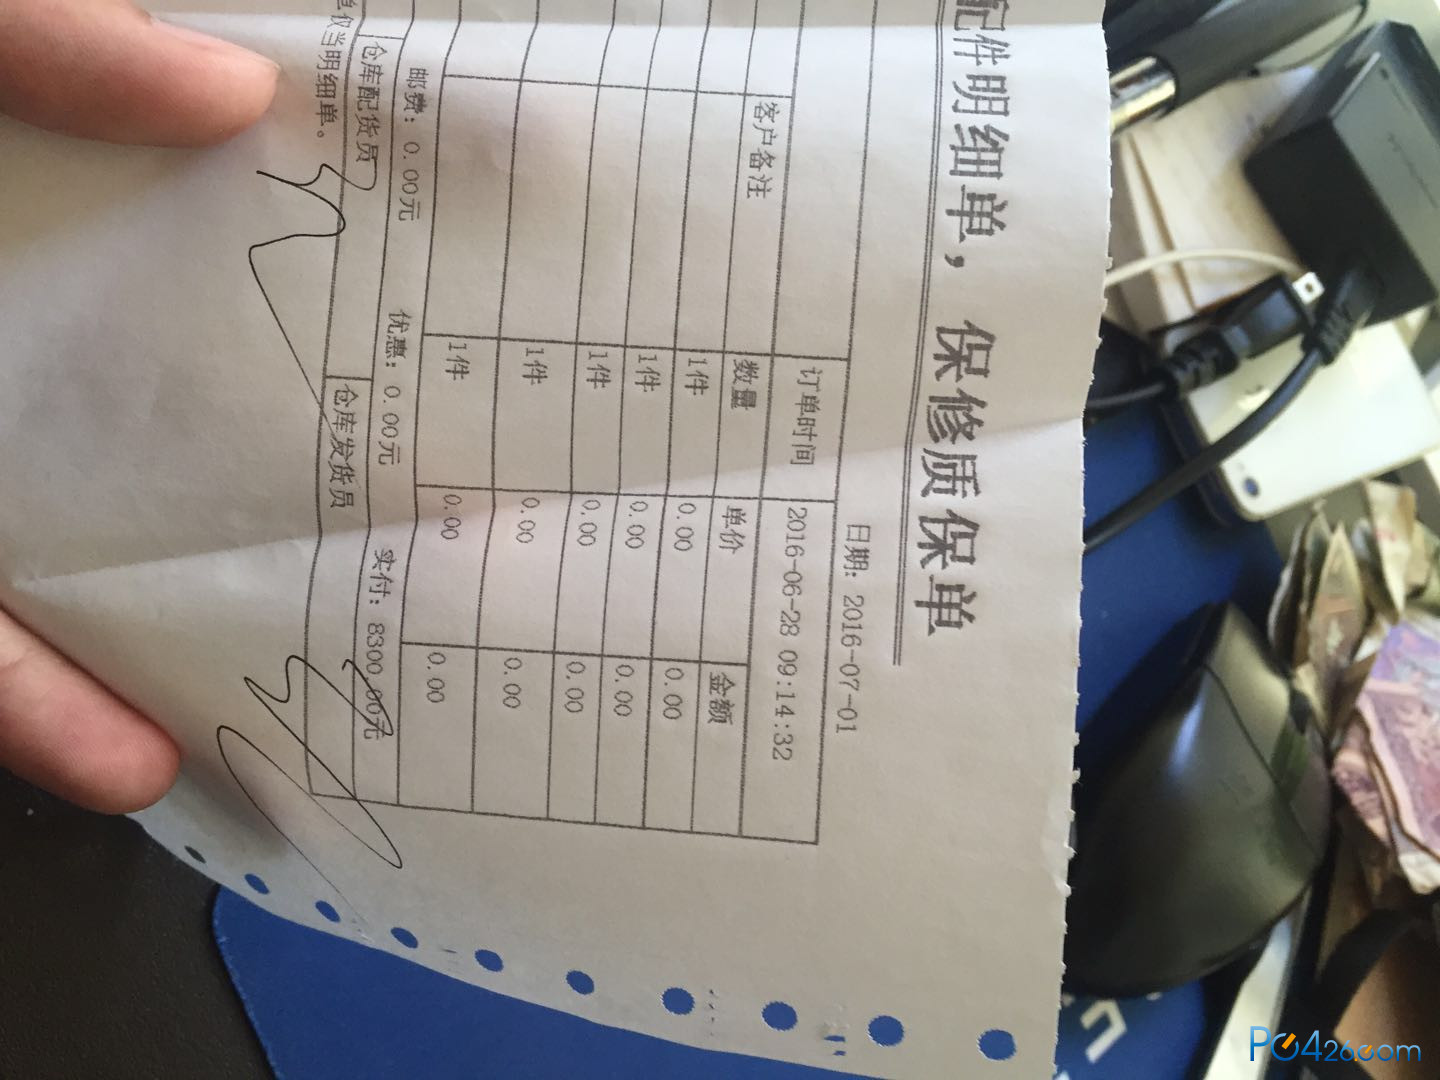 配件明细单，保修质保单
日期: 2016-07-01
订单时间 2016-06-28 09:14:32
客户备注 数量 单价 金额
1件 0.00 0.00
1件 0.00 0.00
1件 0.00 0.00
1件 0.00 0.00
1件 0.00 0.00
邮费: 0.00元 优惠: 0.00元 实付: 8300.00元
仓库配货员 仓库发货员
仅当明细单。
PC426.com